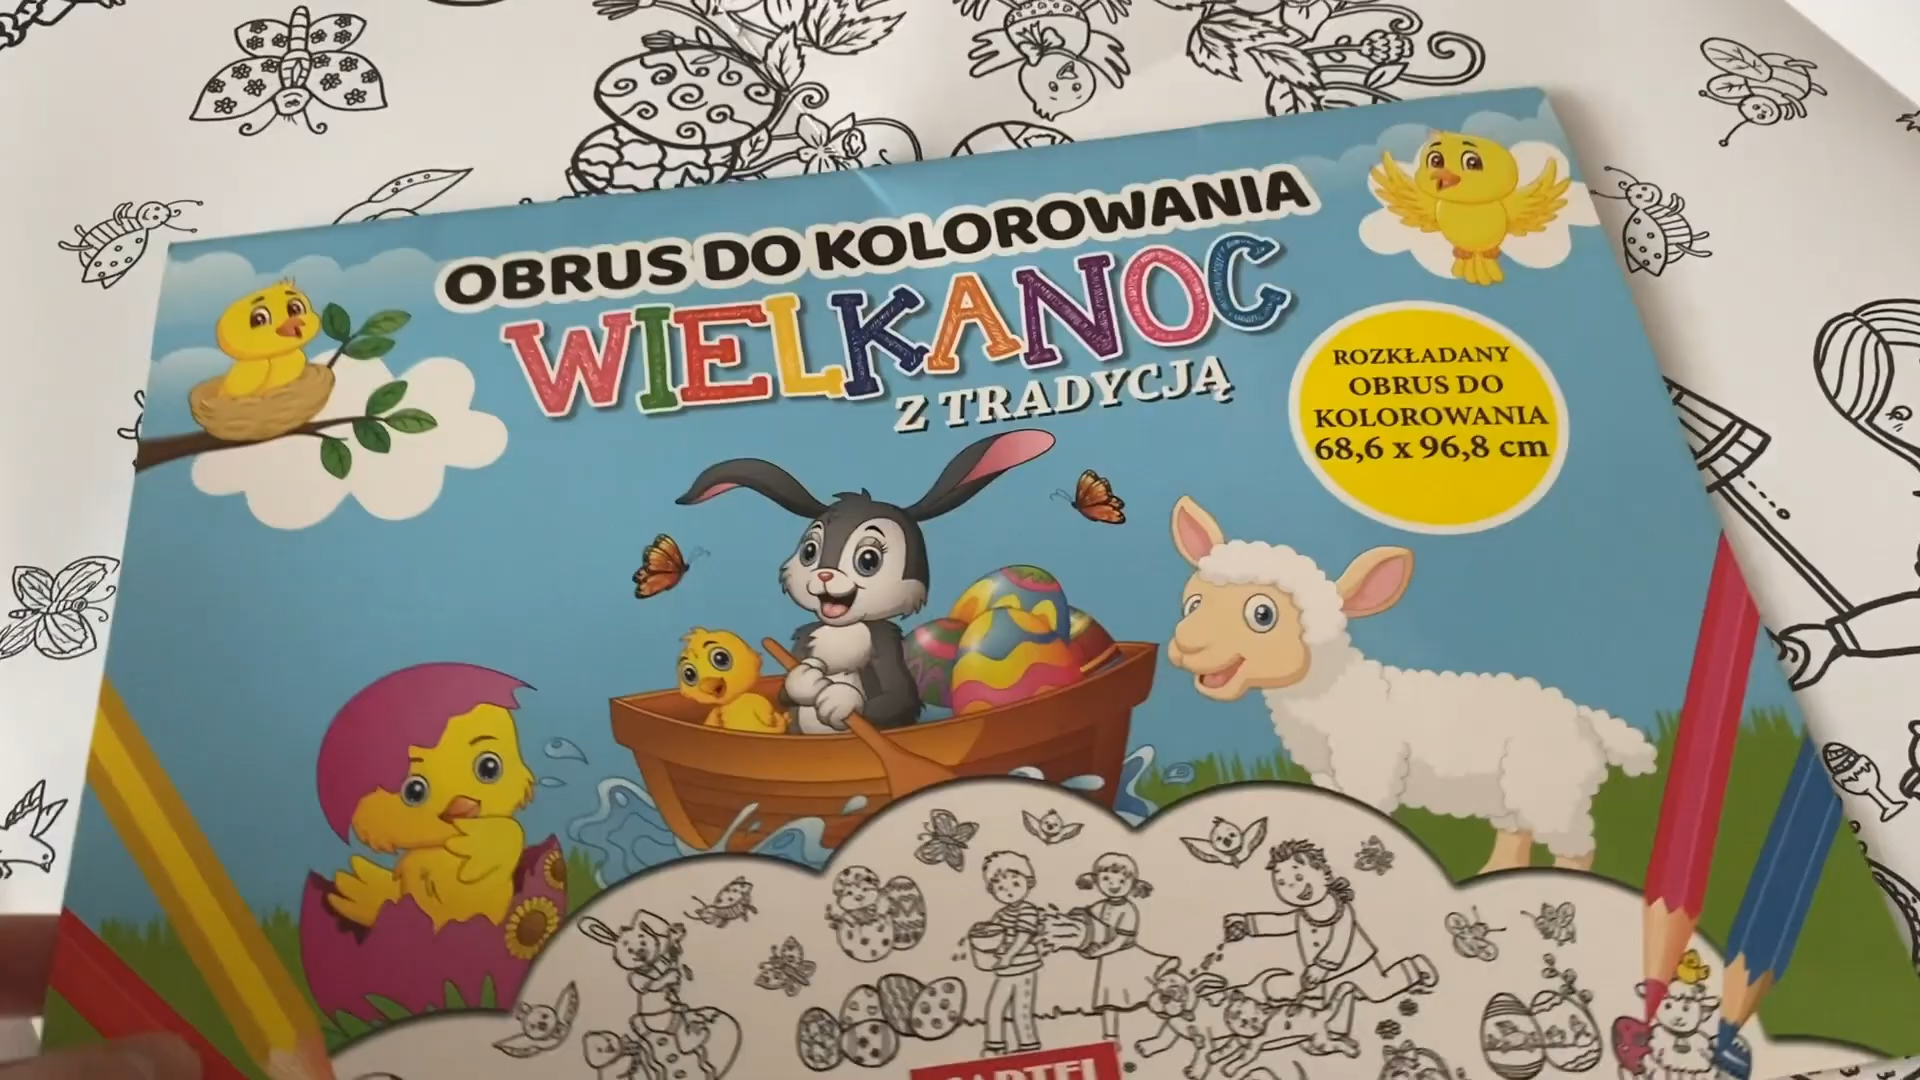 OBRUS DO KOLOROWANIA
WIELKANOC
Z TRADYCJĄ
ROZKŁADANY
OBRUS DO
KOLOROWANIA
68,6 x 96,8 cm